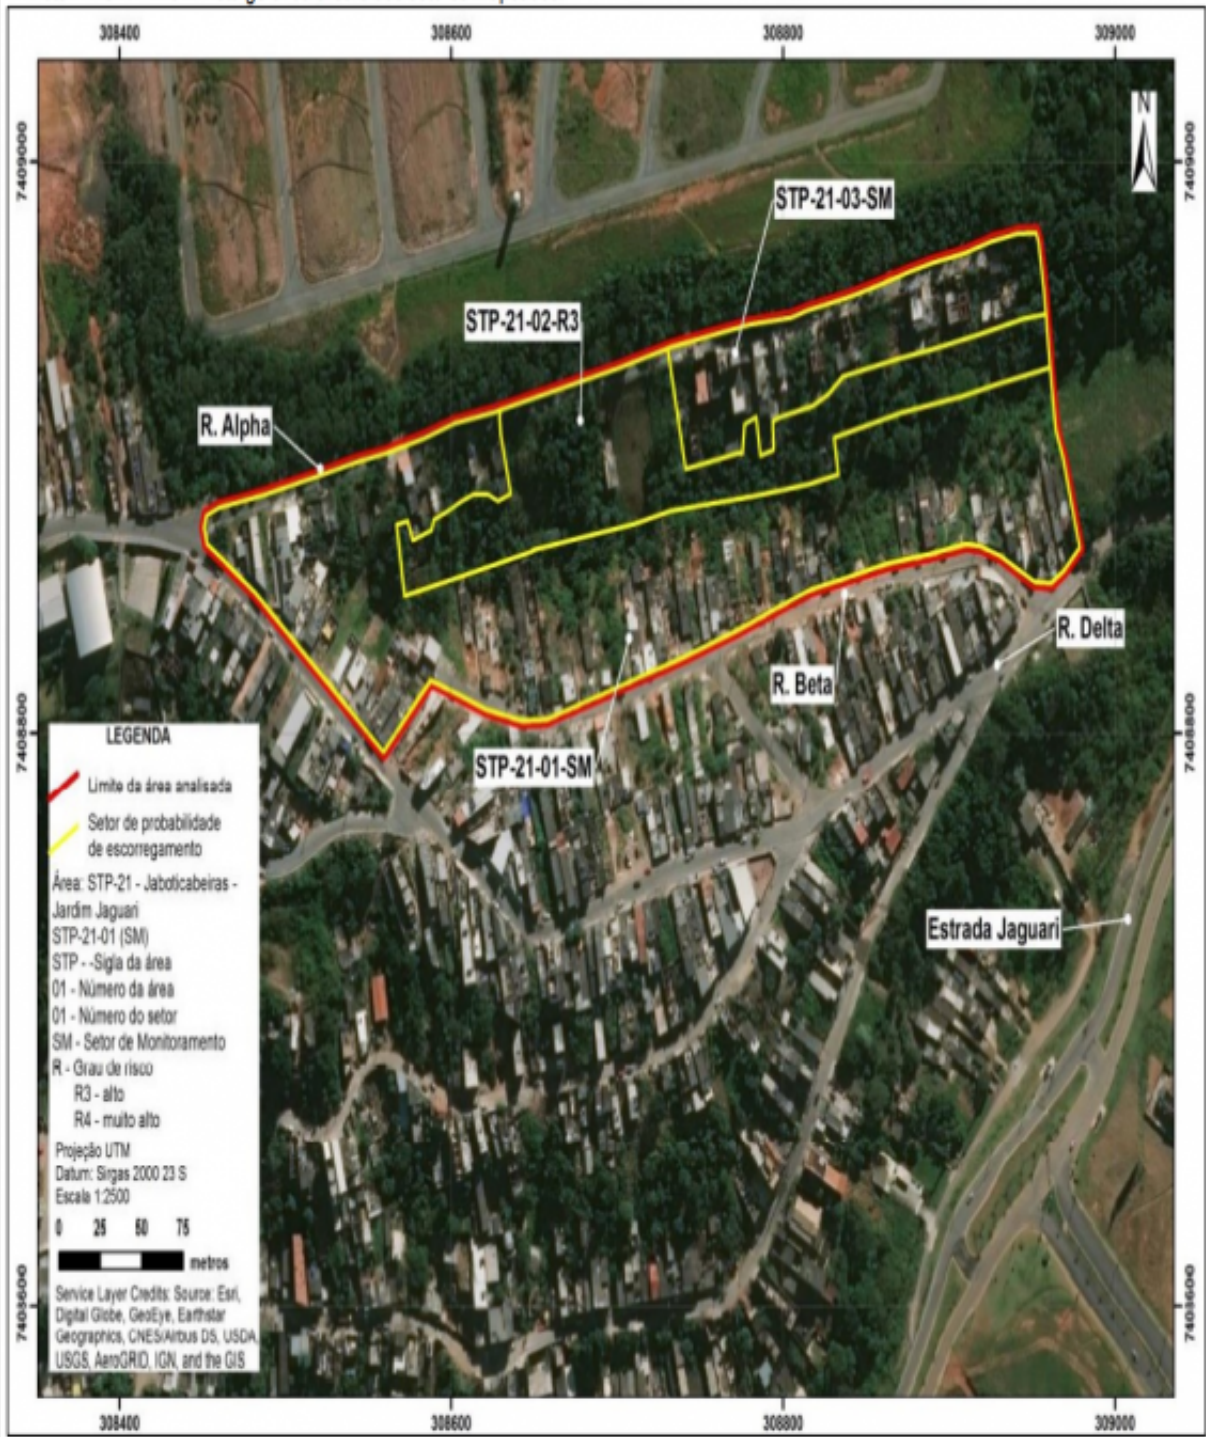 308400
308600
308800
309000
7409000
7409000
N
STP-21-03-SM
STP-21-02-R3
R. Alpha
R. Delta
R. Beta
STP-21-01-SM
7408800
7408800
Estrada Jaguari
LEGENDA
Limite da área analisada
Setor de probabilidade
de escorregamento
Área: STP-21 - Jaboticabeiras -
Jardim Jaguari
STP-21-01 (SM)
STP - -Sigla da área
01 - Número da área
01 - Número do setor
SM - Setor de Monitoramento
R - Grau de risco
R3 - alto
R4 - muito alto
Projeção UTM
Datum: Sirgas 2000 23 S
Escala 1:2500
0 25 50 75
metros
Service Layer Credits: Source: Esri,
Digital Globe, GeoEye, Earthstar
Geographics, CNES/Airbus DS, USDA,
USGS, AeroGRID, IGN, and the GIS
7408600
7408600
308400
308600
308800
309000